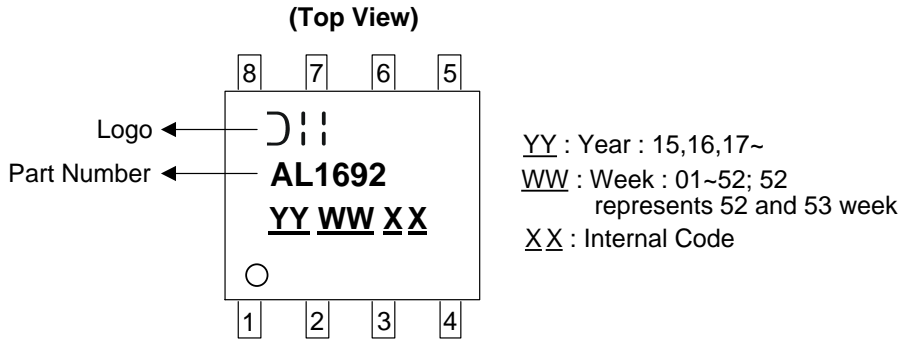 (Top View)
8 7 6 5
Logo
Part Number
AL1692
YY WW X X
1 2 3 4
YY : Year : 15,16,17~
WW : Week : 01~52; 52
represents 52 and 53 week
X X : Internal Code